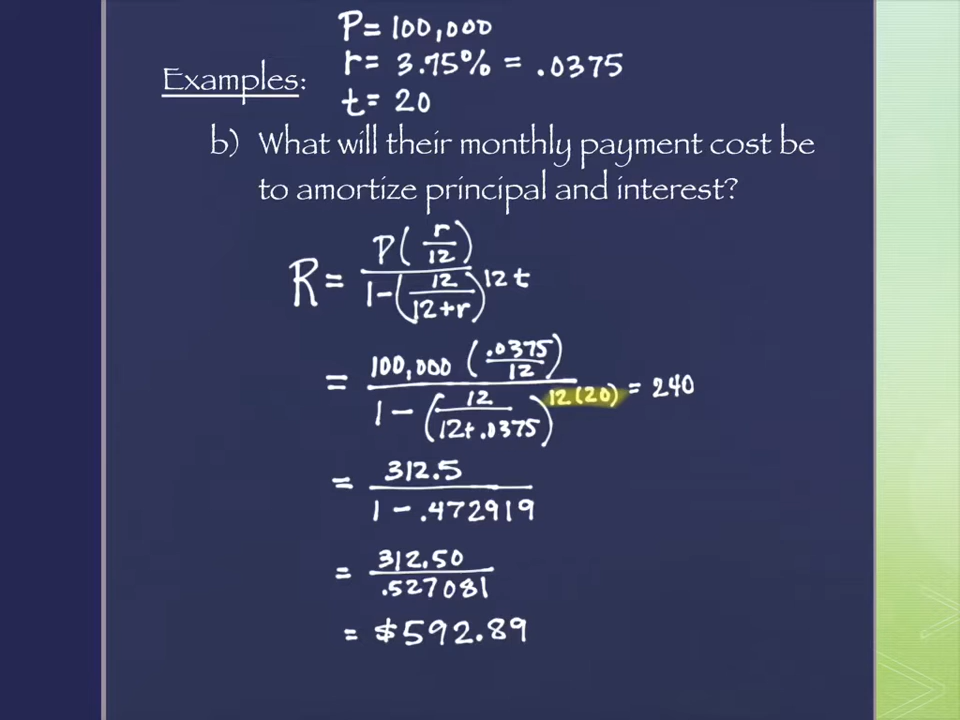 P = 100,000
r = 3.75% = .0375
Examples:
t = 20
b) What will their monthly payment cost be
to amortize principal and interest?
R = P(r/12) / 1-(12/12+r)^12t
= 100,000 (.0375/12) / 1 - (12/12+.0375)^12(20) = 240
= 312.5 / 1 - .472919
= 312.50 / .527081
= $592.89